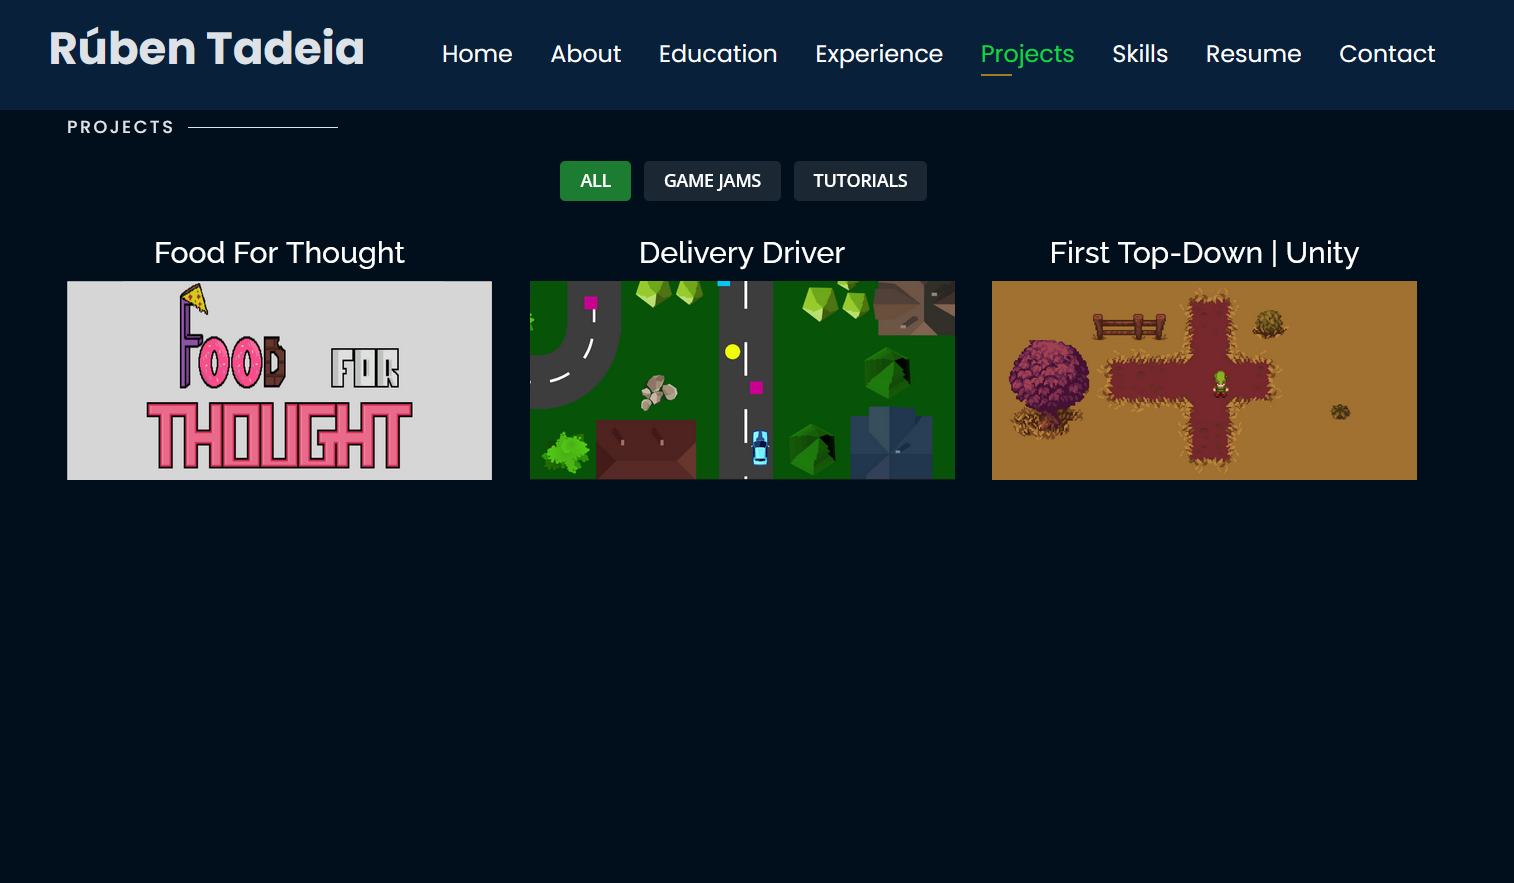 Rúben Tadeia
Home About Education Experience Projects Skills Resume Contact
PROJECTS
ALL GAME JAMS TUTORIALS
Food For Thought
FOOD FOR
THOUGHT
Delivery Driver
First Top-Down | Unity